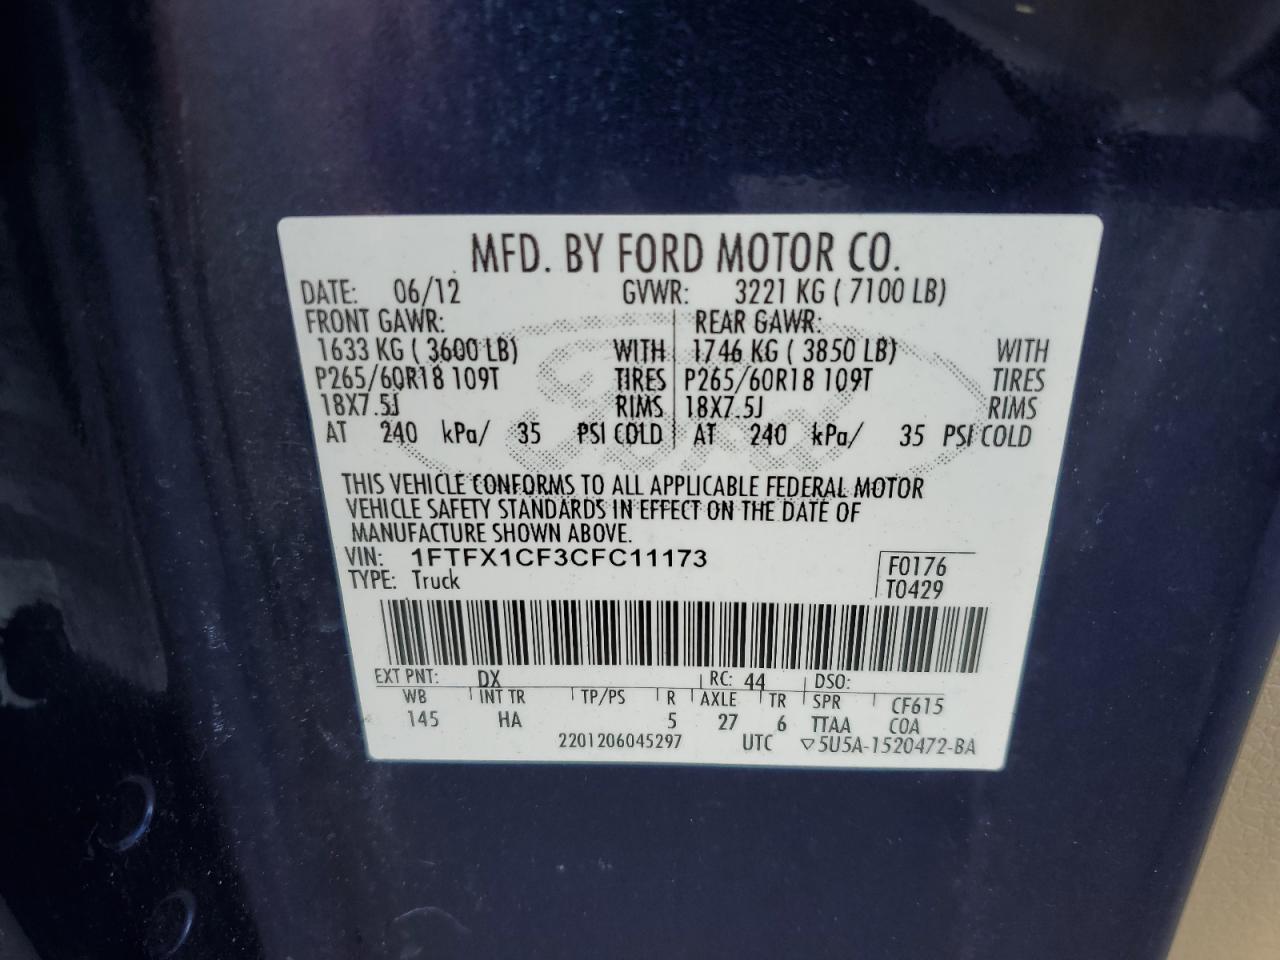 MFD. BY FORD MOTOR CO.
DATE: 06/12 GVWR: 3221 KG ( 7100 LB)
FRONT GAWR: REAR GAWR:
1633 KG ( 3600 LB) WITH 1746 KG ( 3850 LB) WITH
P265/60R18 109T TIRES P265/60R18 109T TIRES
18X7.5J RIMS 18X7.5J RIMS
AT 240 kPa/ 35 PSI COLD AT 240 kPa/ 35 PSI COLD
Ford
THIS VEHICLE CONFORMS TO ALL APPLICABLE FEDERAL MOTOR
VEHICLE SAFETY STANDARDS IN EFFECT ON THE DATE OF
MANUFACTURE SHOWN ABOVE.
VIN: 1FTFX1CF3CFC11173 F0176
TYPE: Truck T0429
EXT PNT: DX RC: 44 DSO:
WB INT TR TP/PS R AXLE TR SPR CF615
145 HA 5 27 6 TTAA COA
2201206045297 UTC ▽5U5A-1520472-BA